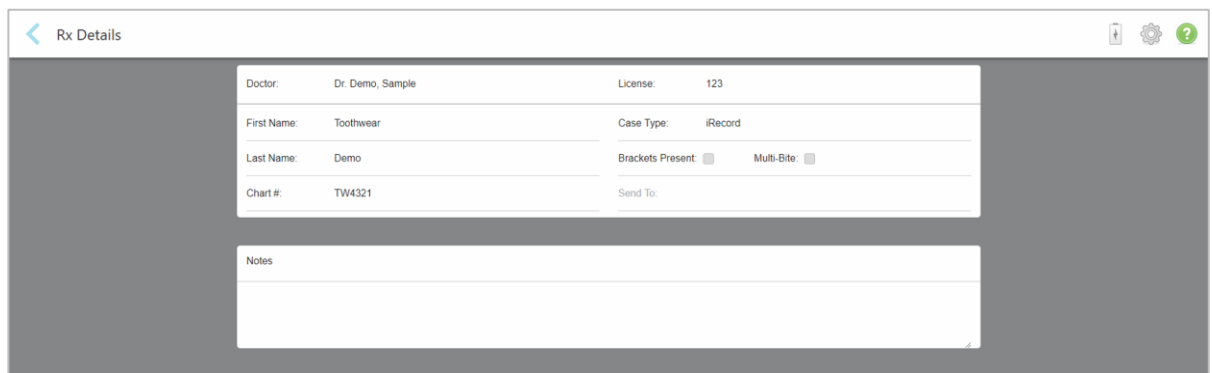 Rx Details
?
Doctor: Dr. Demo, Sample License: 123
First Name: Toothwear Case Type: iRecord
Last Name: Demo Brackets Present: Multi-Bite:
Chart #: TW4321 Send To:
Notes